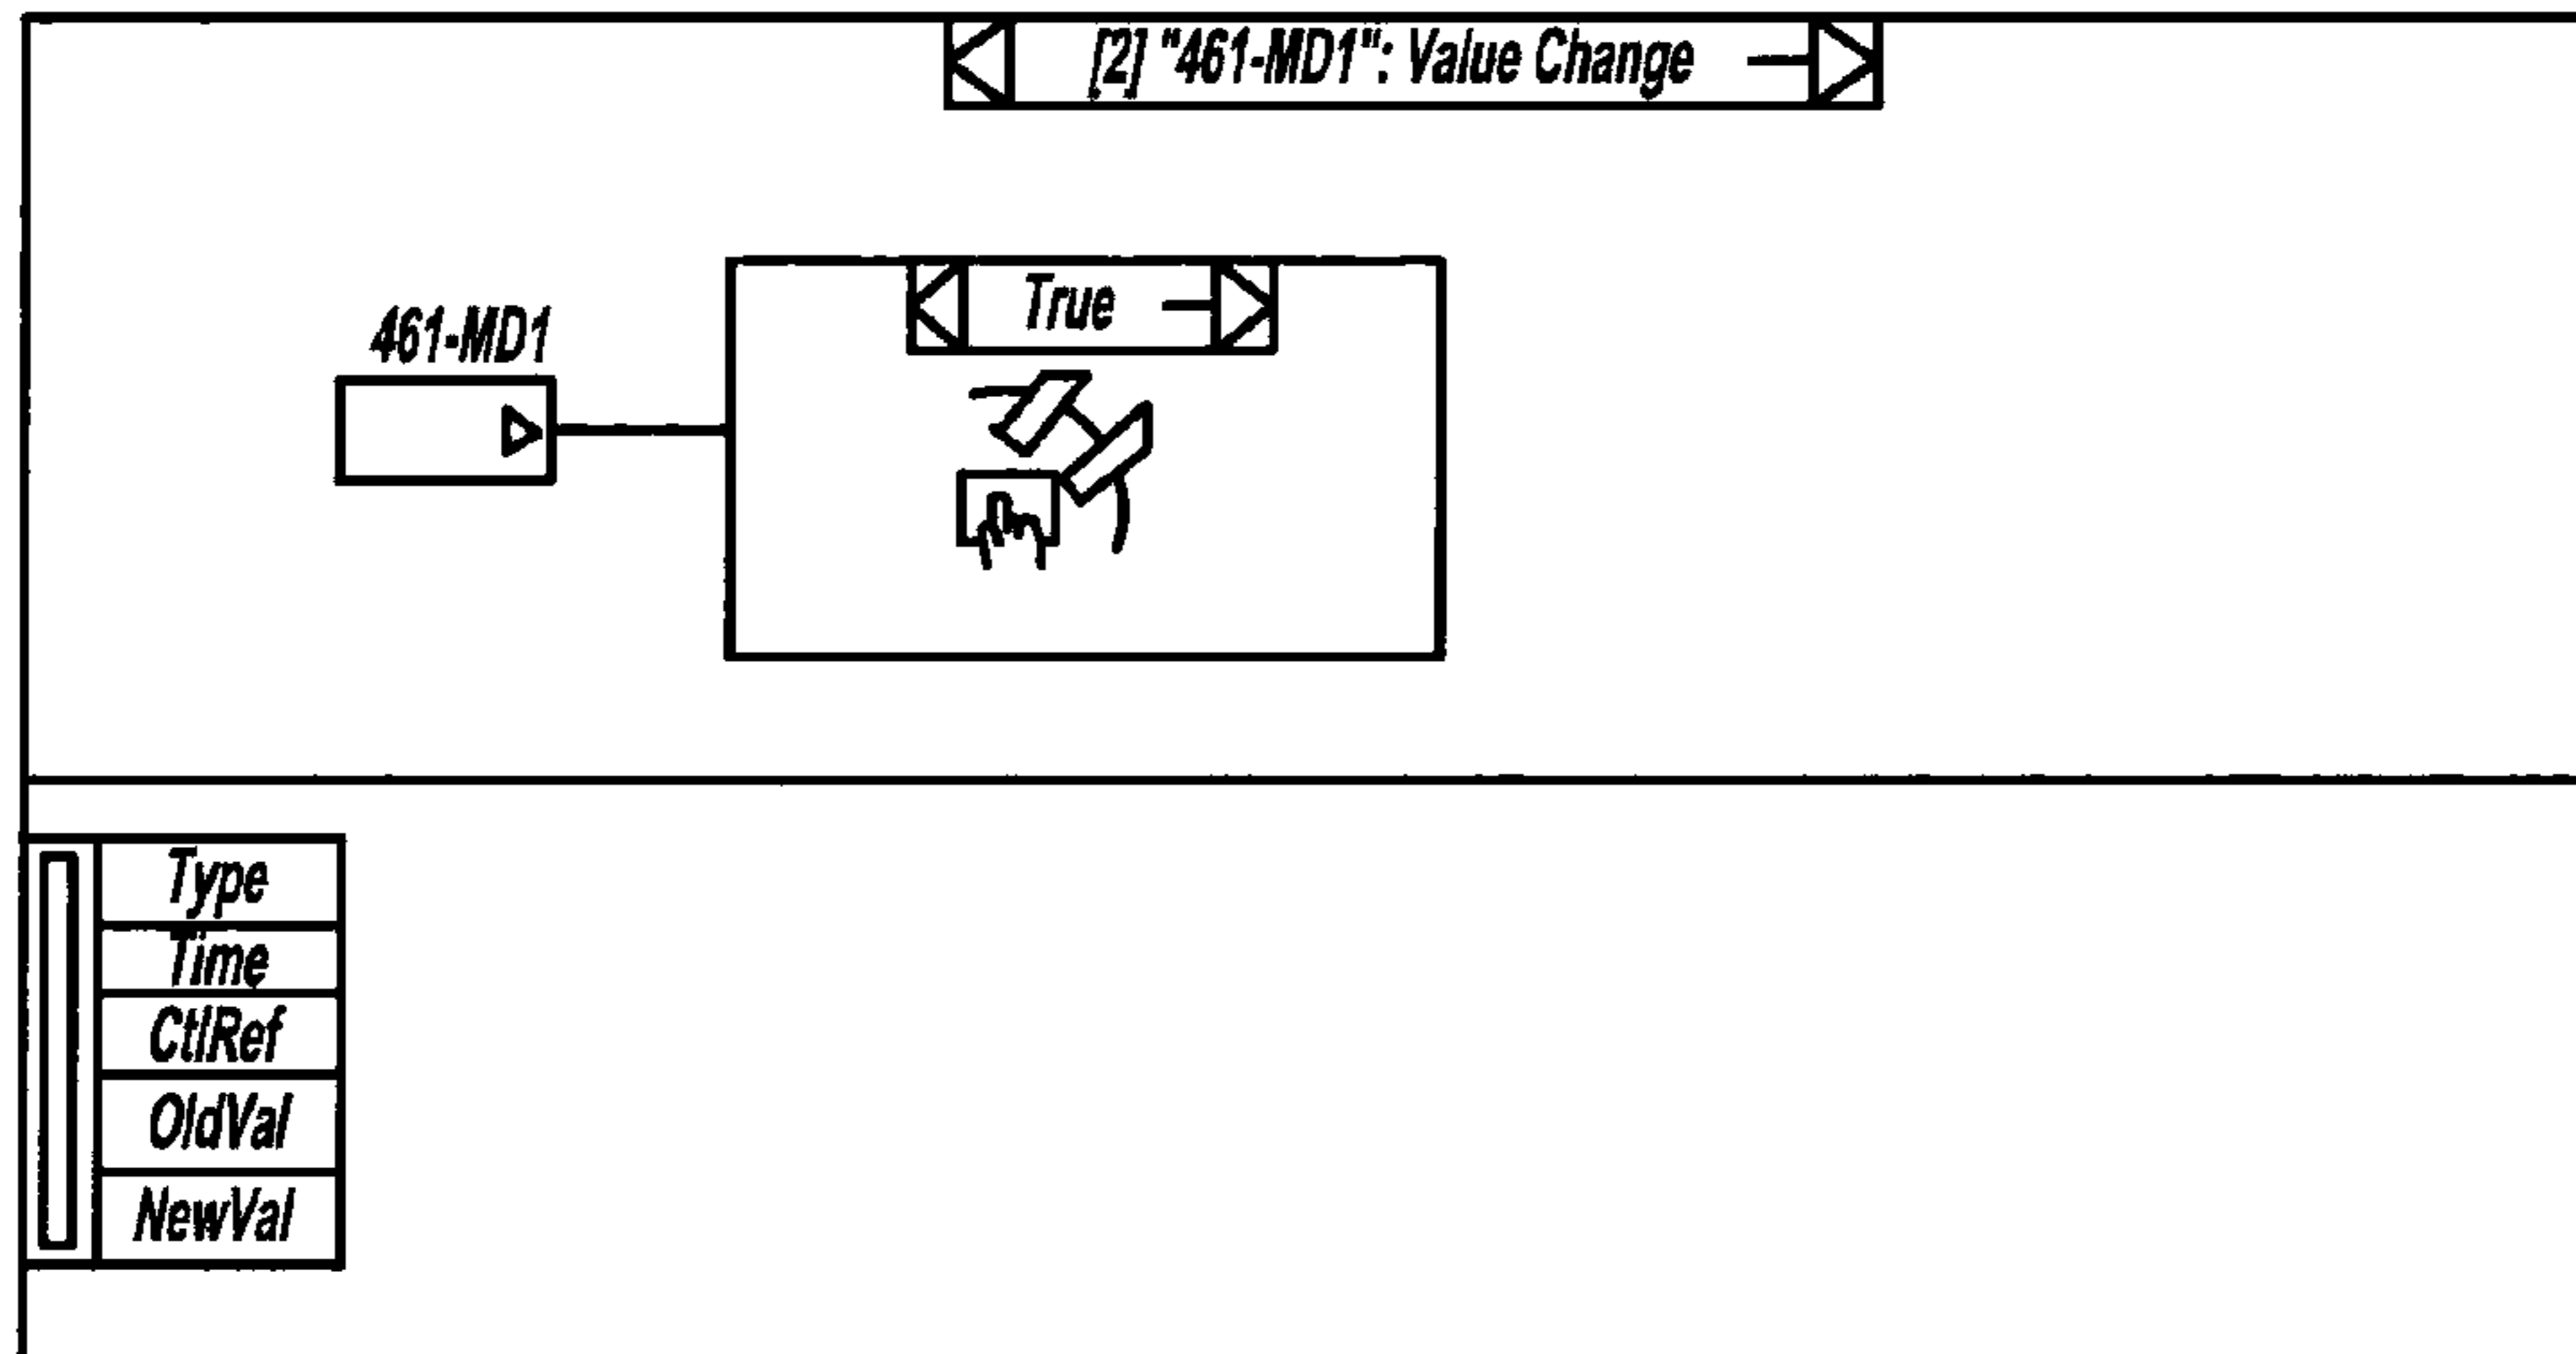 [2] "461-MD1": Value Change
True
461-MD1
Type
Time
CtlRef
OldVal
NewVal